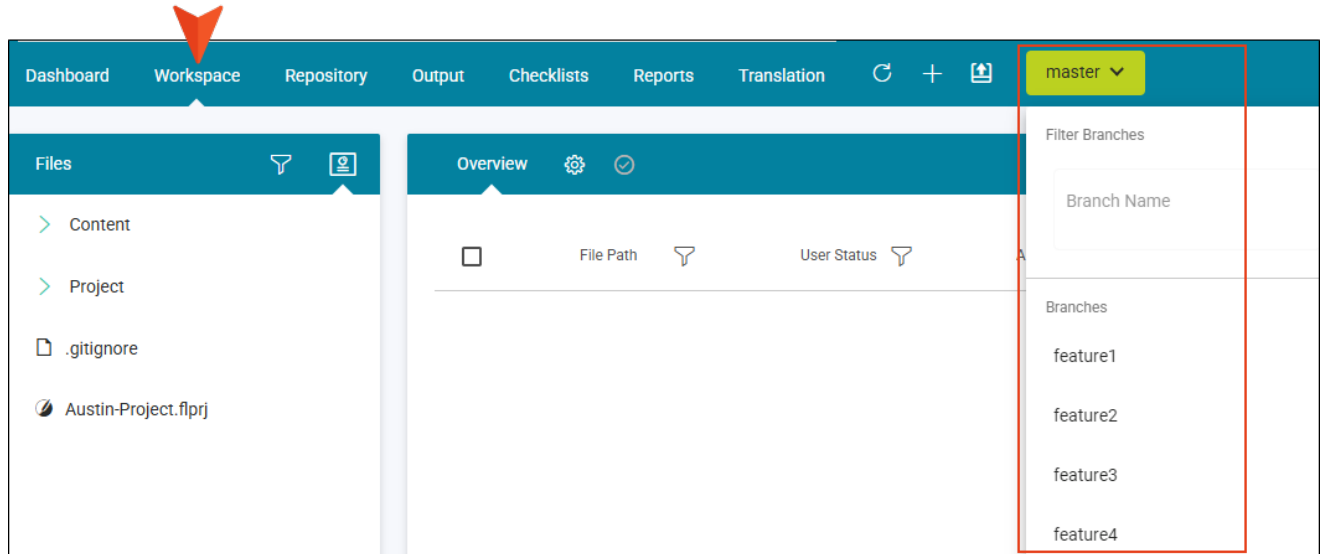 Dashboard Workspace Repository Output Checklists Reports Translation master
Files
Overview
Filter Branches
Branch Name
Content
File Path User Status A
Project
Branches
.gitignore
feature1
Austin-Project.flprj
feature2
feature3
feature4